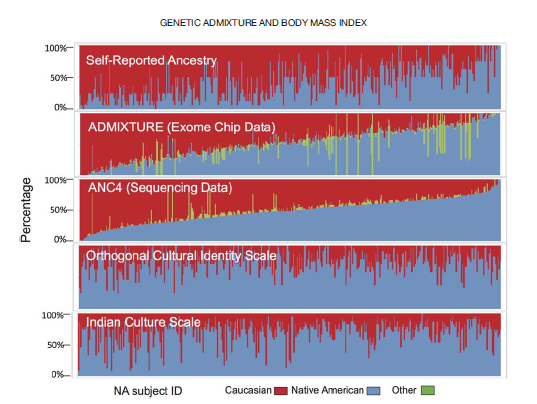 GENETIC ADMIXTURE AND BODY MASS INDEX
100%
Self-Reported Ancestry
50%
0%
ADMIXTURE (Exome Chip Data)
100%
ANC4 (Sequencing Data)
50%
0%
Orthogonal Cultural Identity Scale
100%
Indian Culture Scale
50%
0%
Percentage
NA subject ID
Caucasian Native American Other